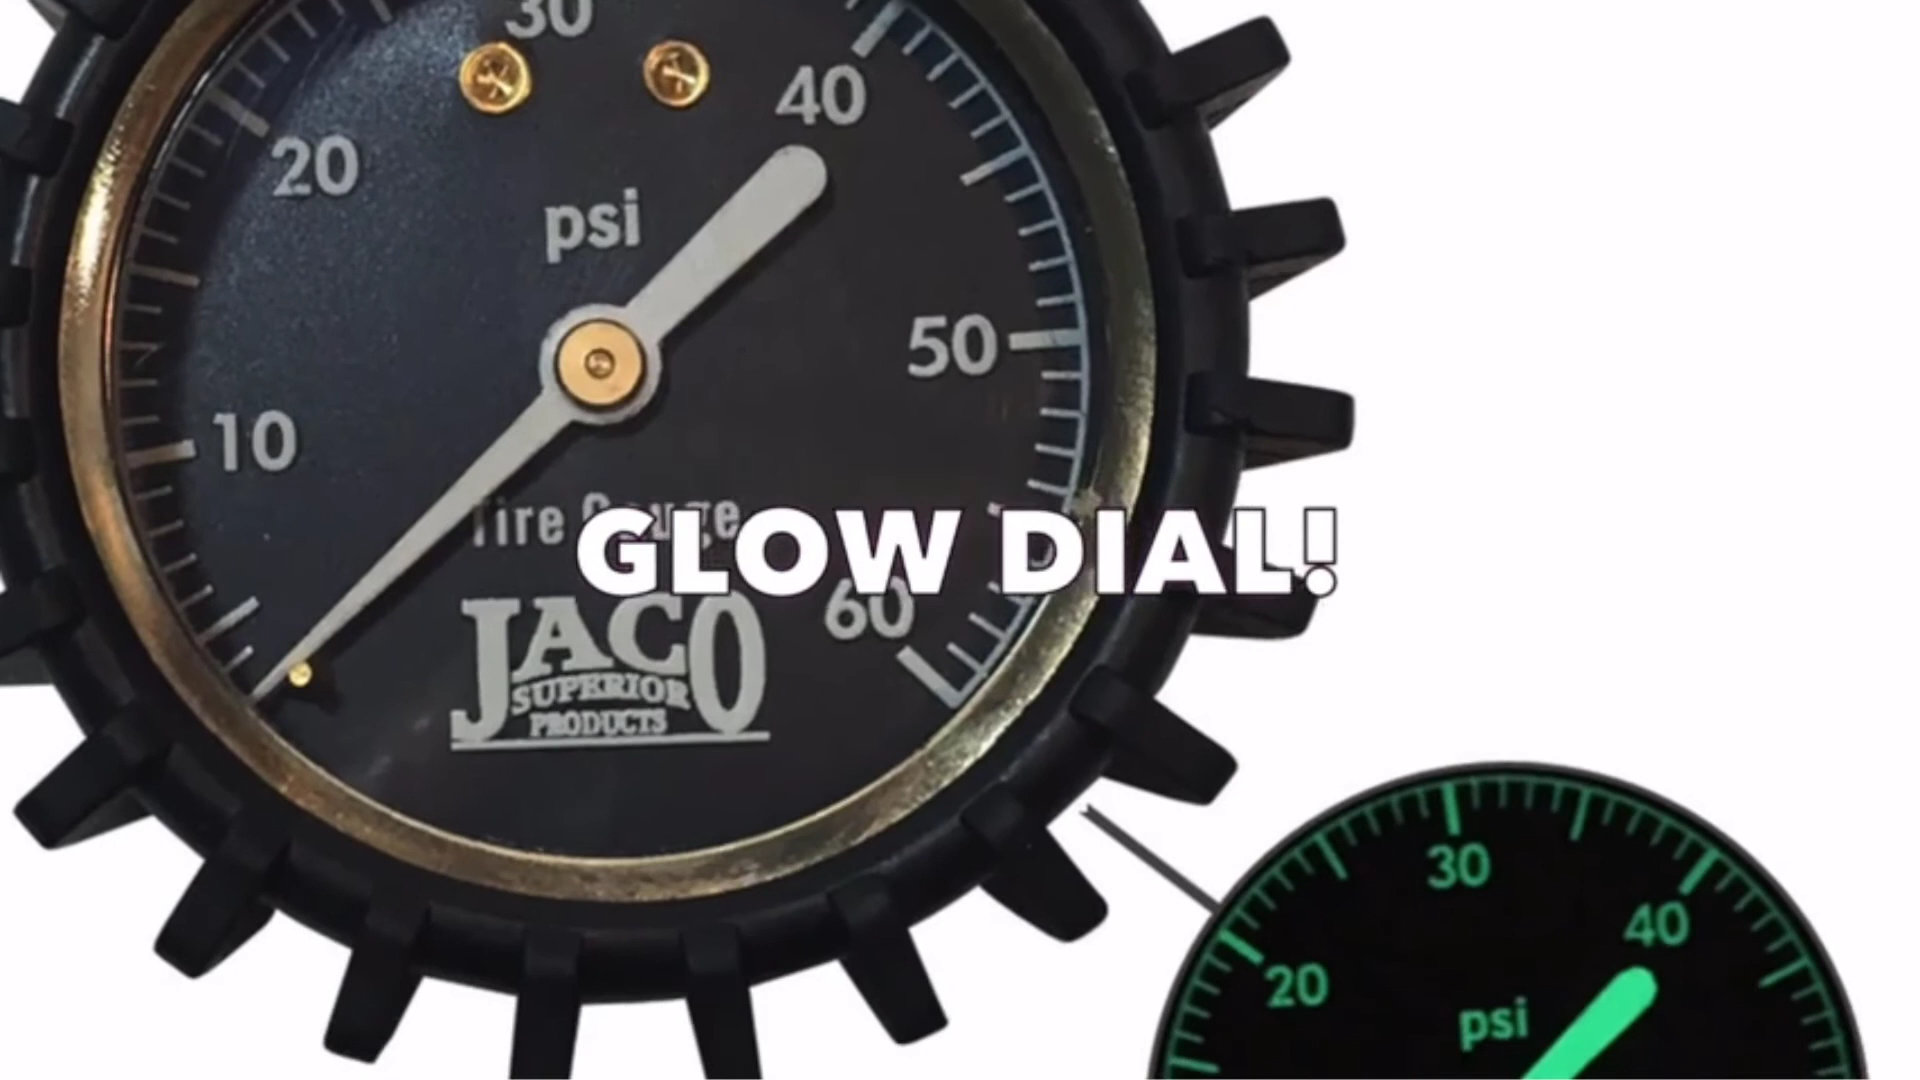 30
40
20
psi
50
10
Tire Gauge
GLOW DIAL!
60
JACO
SUPERIOR
PRODUCTS
30
40
20
psi